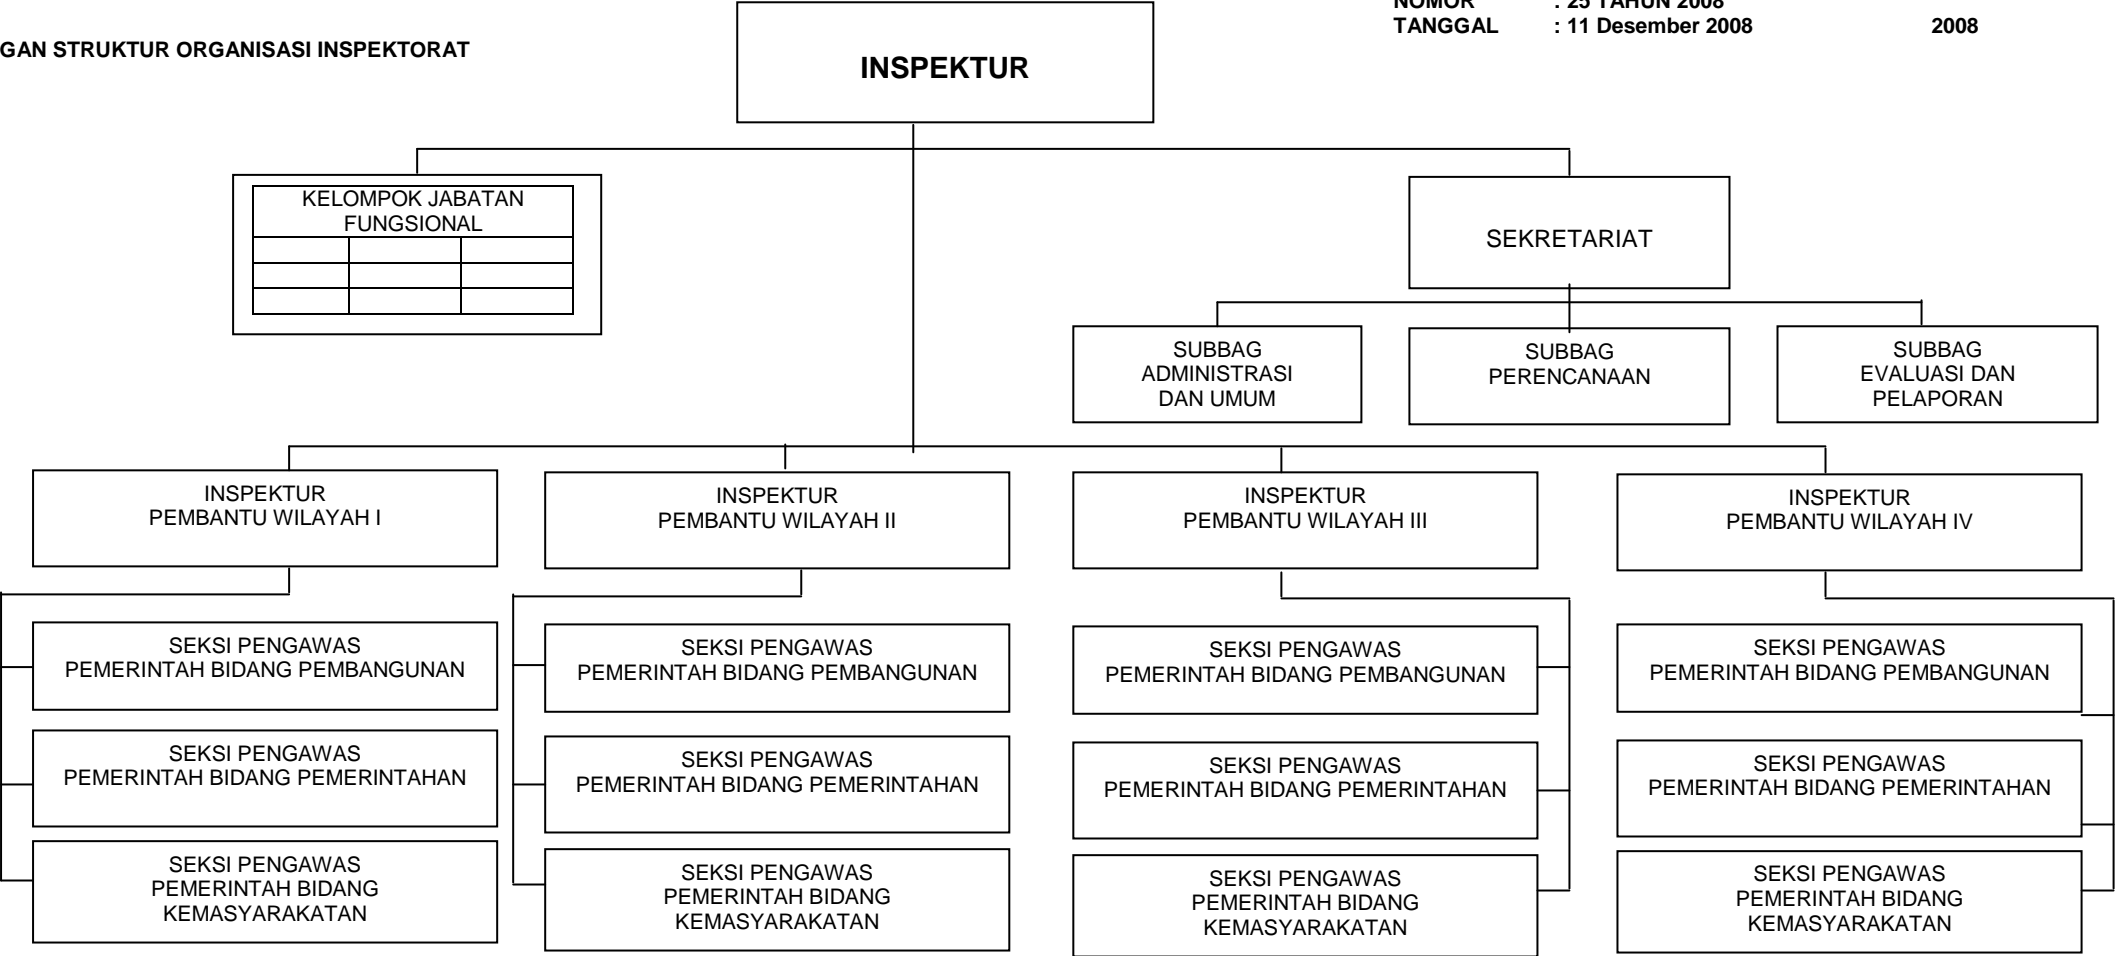 NOMOR : 25 TAHUN 2008
TANGGAL : 11 Desember 2008 2008
GAN STRUKTUR ORGANISASI INSPEKTORAT
INSPEKTUR
KELOMPOK JABATAN
FUNGSIONAL
SEKRETARIAT
SUBBAG
ADMINISTRASI
DAN UMUM
SUBBAG
PERENCANAAN
SUBBAG
EVALUASI DAN
PELAPORAN
INSPEKTUR
PEMBANTU WILAYAH I
INSPEKTUR
PEMBANTU WILAYAH II
INSPEKTUR
PEMBANTU WILAYAH III
INSPEKTUR
PEMBANTU WILAYAH IV
SEKSI PENGAWAS
PEMERINTAH BIDANG PEMBANGUNAN
SEKSI PENGAWAS
PEMERINTAH BIDANG PEMBANGUNAN
SEKSI PENGAWAS
PEMERINTAH BIDANG PEMBANGUNAN
SEKSI PENGAWAS
PEMERINTAH BIDANG PEMBANGUNAN
SEKSI PENGAWAS
PEMERINTAH BIDANG PEMERINTAHAN
SEKSI PENGAWAS
PEMERINTAH BIDANG PEMERINTAHAN
SEKSI PENGAWAS
PEMERINTAH BIDANG PEMERINTAHAN
SEKSI PENGAWAS
PEMERINTAH BIDANG PEMERINTAHAN
SEKSI PENGAWAS
PEMERINTAH BIDANG
KEMASYARAKATAN
SEKSI PENGAWAS
PEMERINTAH BIDANG
KEMASYARAKATAN
SEKSI PENGAWAS
PEMERINTAH BIDANG
KEMASYARAKATAN
SEKSI PENGAWAS
PEMERINTAH BIDANG
KEMASYARAKATAN